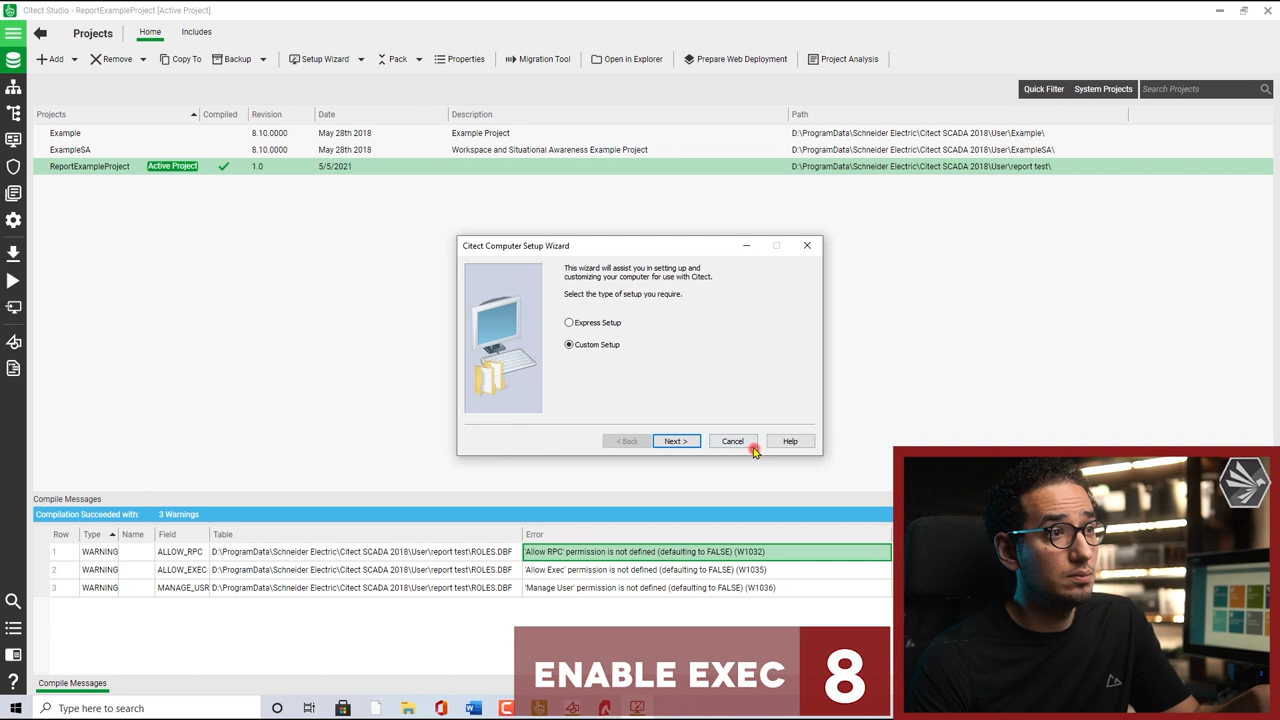 Citect Studio - ReportExampleProject [Active Project]
Projects Home Includes
Add Remove Copy To Backup Setup Wizard Pack Properties Migration Tool Open in Explorer Prepare Web Deployment Project Analysis
Quick Filter System Projects Search Projects
Projects Compiled Revision Date Description Path
Example 8.10.0000 May 28th 2018 Example Project D:\ProgramData\Schneider Electric\Citect SCADA 2018\User\Example\
ExampleSA 8.10.0000 May 28th 2018 Workspace and Situational Awareness Example Project D:\ProgramData\Schneider Electric\Citect SCADA 2018\User\ExampleSA\
ReportExampleProject Active Project 1.0 5/5/2021 D:\ProgramData\Schneider Electric\Citect SCADA 2018\User\report test\
Citect Computer Setup Wizard
This wizard will assist you in setting up and
customizing your computer for use with Citect.
Select the type of setup you require.
Express Setup
Custom Setup
< Back Next > Cancel Help
Compile Messages
Compilation Succeeded with: 3 Warnings
Row Type Name Field Table Error
1 WARNING ALLOW_RPC D:\ProgramData\Schneider Electric\Citect SCADA 2018\User\report test\ROLES.DBF 'Allow RPC' permission is not defined (defaulting to FALSE) (W1032)
2 WARNING ALLOW_EXEC D:\ProgramData\Schneider Electric\Citect SCADA 2018\User\report test\ROLES.DBF 'Allow Exec' permission is not defined (defaulting to FALSE) (W1035)
3 WARNING MANAGE_USR D:\ProgramData\Schneider Electric\Citect SCADA 2018\User\report test\ROLES.DBF 'Manage User' permission is not defined (defaulting to FALSE) (W1036)
ENABLE EXEC 8
Compile Messages
Type here to search